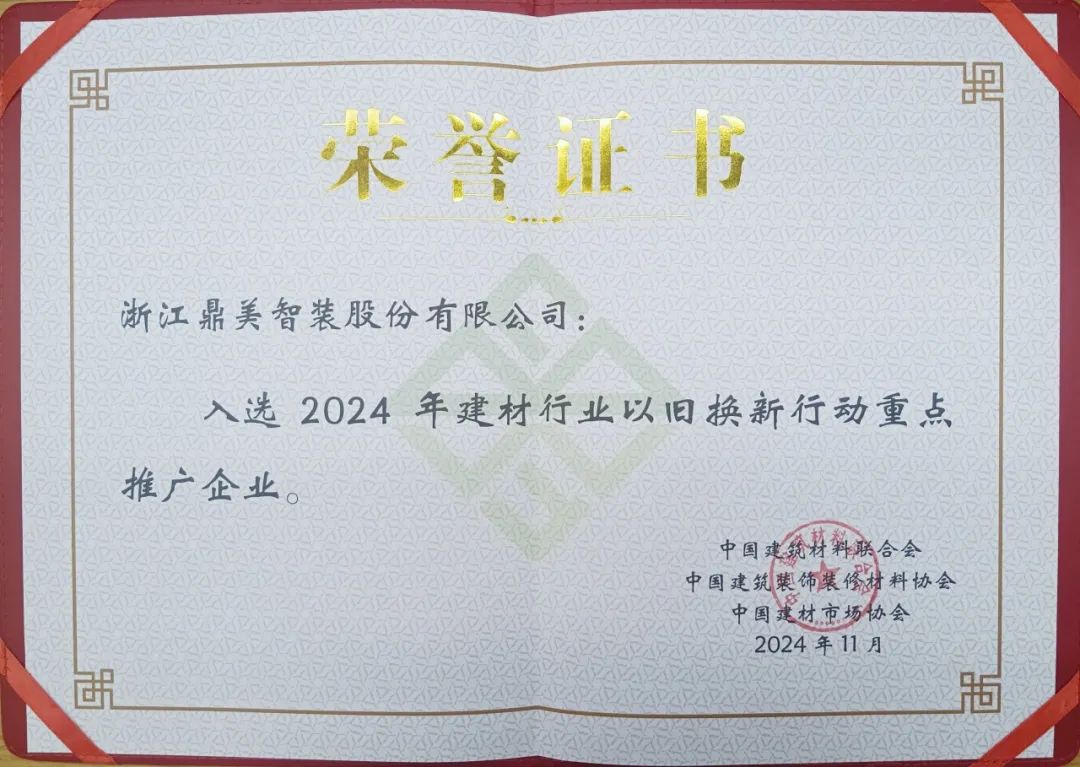 荣誉证书
浙江鼎美智装股份有限公司：
入选 2024 年建材行业以旧换新行动重点
推广企业。
中国建筑材料联合会
中国建筑装饰装修材料协会
中国建材市场协会
2024 年 11 月